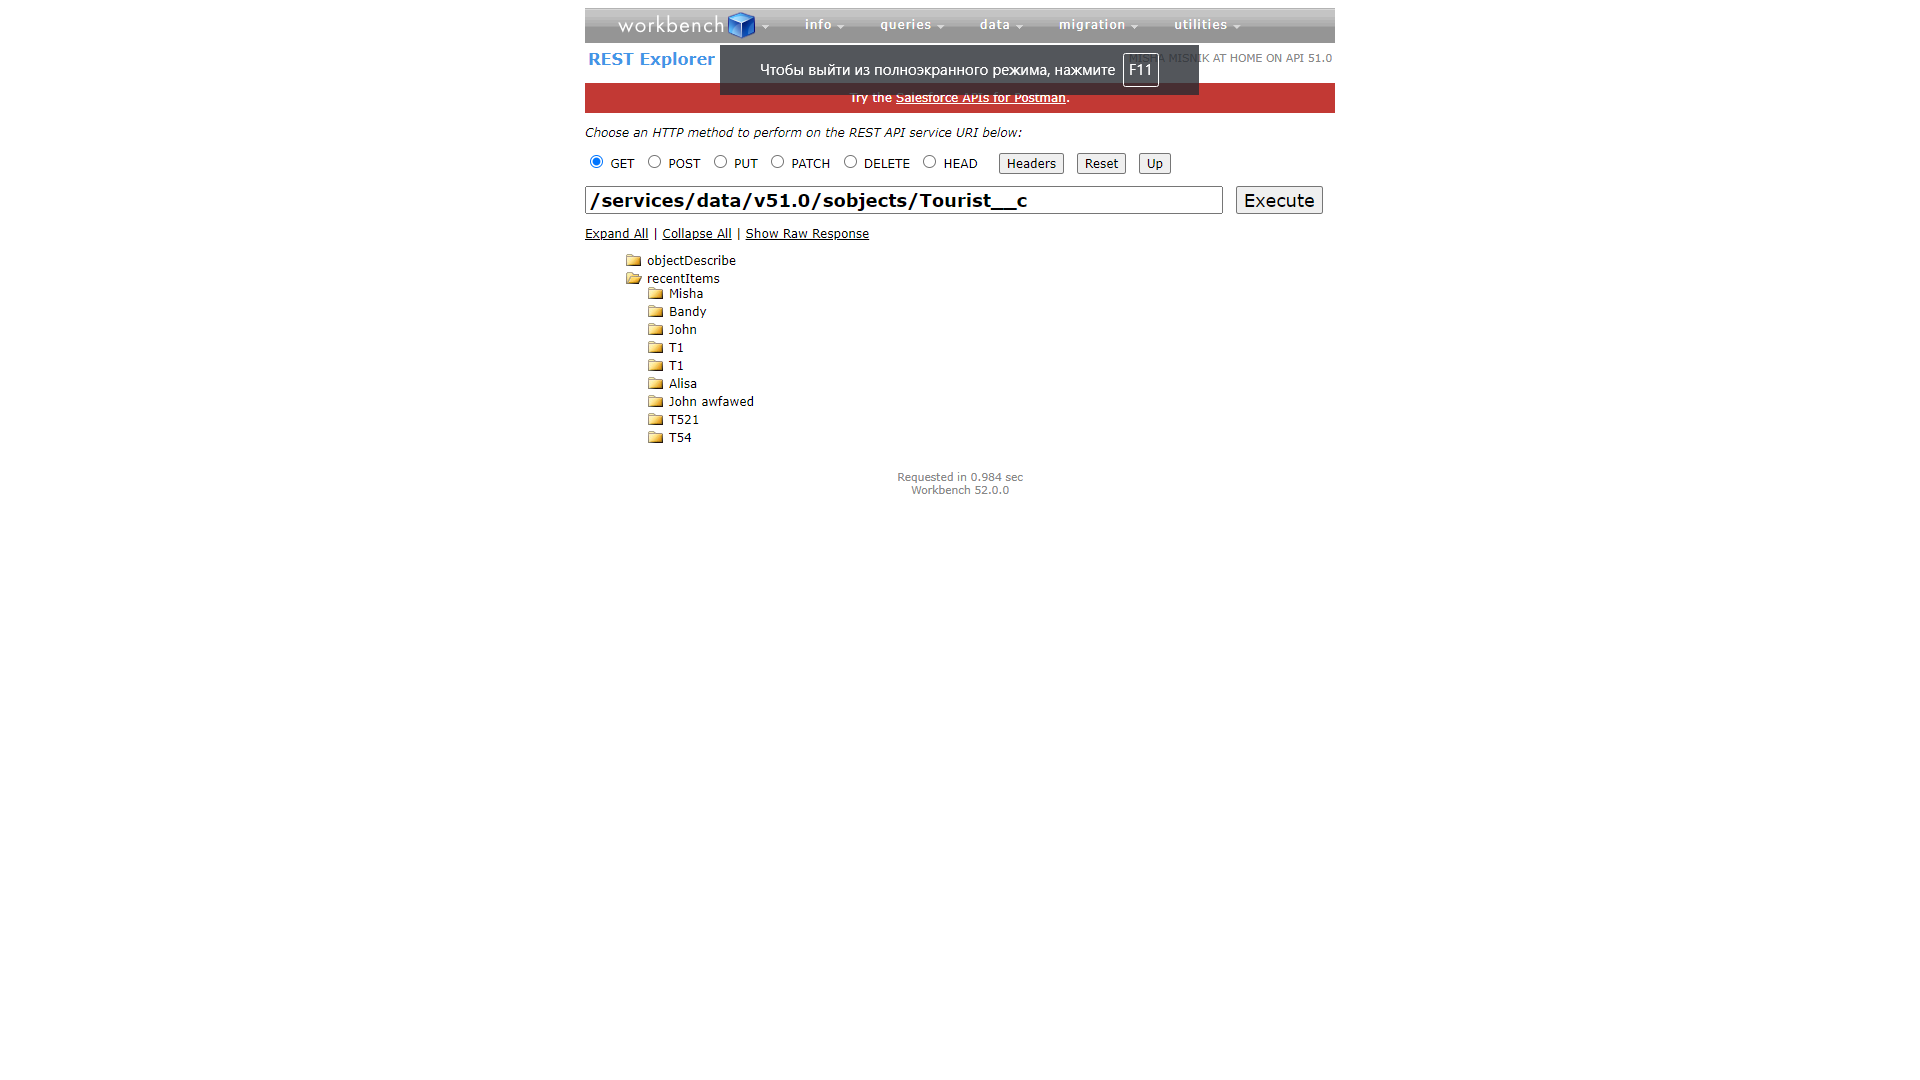 workbench info queries data migration utilities
REST Explorer
MISHA MISNIK AT HOME ON API 51.0
Чтобы выйти из полноэкранного режима, нажмите F11
Try the Salesforce APIs for Postman.
Choose an HTTP method to perform on the REST API service URI below:
GET POST PUT PATCH DELETE HEAD Headers Reset Up
/services/data/v51.0/sobjects/Tourist__c Execute
Expand All | Collapse All | Show Raw Response
objectDescribe
recentItems
Misha
Bandy
John
T1
T1
Alisa
John awfawed
T521
T54
Requested in 0.984 sec
Workbench 52.0.0